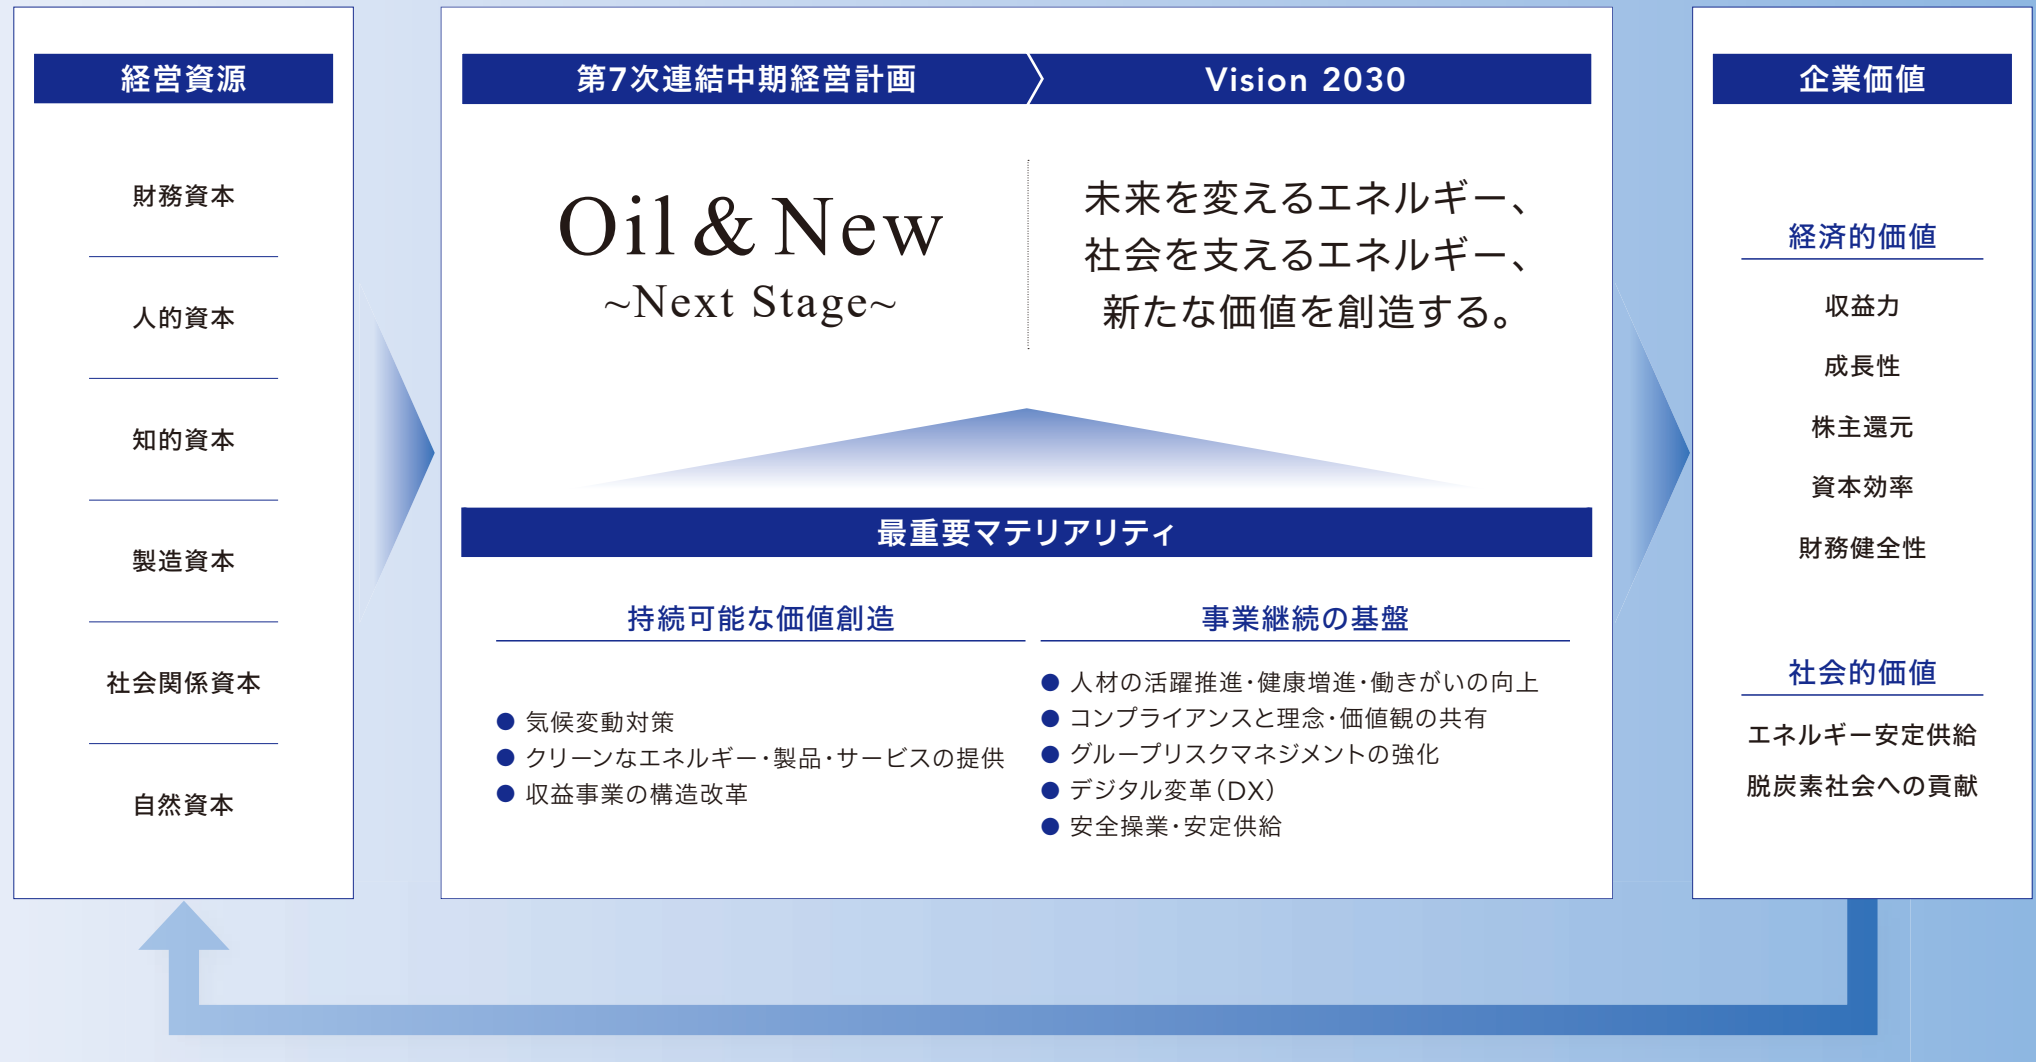 経営資源
財務資本
人的資本
知的資本
製造資本
社会関係資本
自然資本
第7次連結中期経営計画
Vision 2030
Oil & New
~Next Stage~
未来を変えるエネルギー、
社会を支えるエネルギー、
新たな価値を創造する。
最重要マテリアリティ
持続可能な価値創造
● 気候変動対策
● クリーンなエネルギー・製品・サービスの提供
● 収益事業の構造改革
事業継続の基盤
● 人材の活躍推進・健康増進・働きがいの向上
● コンプライアンスと理念・価値観の共有
● グループリスクマネジメントの強化
● デジタル変革（DX）
● 安全操業・安定供給
企業価値
経済的価値
収益力
成長性
株主還元
資本効率
財務健全性
社会的価値
エネルギー安定供給
脱炭素社会への貢献